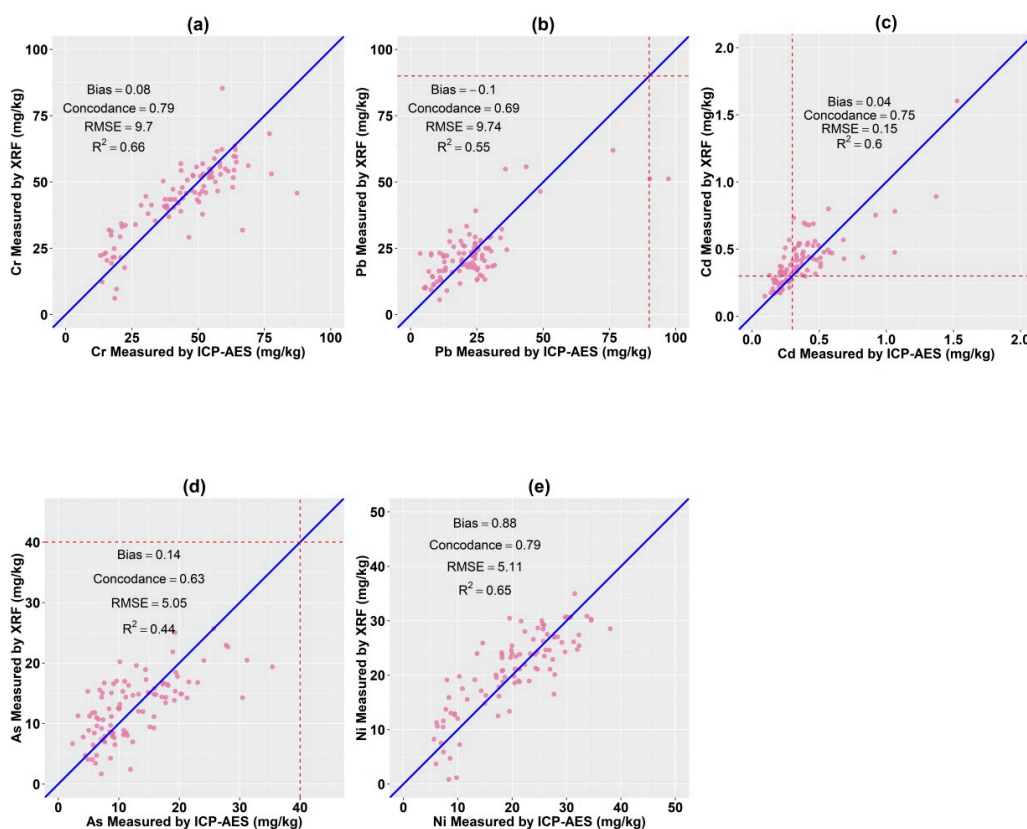 (a)
100
75
50
25
0
Cr Measured by XRF (mg/kg)
Bias = 0.08
Concodance = 0.79
RMSE = 9.7
R² = 0.66
0 25 50 75 100
Cr Measured by ICP-AES (mg/kg)
(b)
100
75
50
25
0
Pb Measured by XRF (mg/kg)
Bias = −0.1
Concodance = 0.69
RMSE = 9.74
R² = 0.55
0 25 50 75 100
Pb Measured by ICP-AES (mg/kg)
(c)
2.0
1.5
1.0
0.5
0.0
Cd Measured by XRF (mg/kg)
Bias = 0.04
Concodance = 0.75
RMSE = 0.15
R² = 0.6
0.0 0.5 1.0 1.5 2.0
Cd Measured by ICP-AES (mg/kg)
(d)
40
30
20
10
0
As Measured by XRF (mg/kg)
Bias = 0.14
Concodance = 0.63
RMSE = 5.05
R² = 0.44
0 10 20 30 40
As Measured by ICP-AES (mg/kg)
(e)
50
40
30
20
10
0
Ni Measured by XRF (mg/kg)
Bias = 0.88
Concodance = 0.79
RMSE = 5.11
R² = 0.65
0 10 20 30 40 50
Ni Measured by ICP-AES (mg/kg)